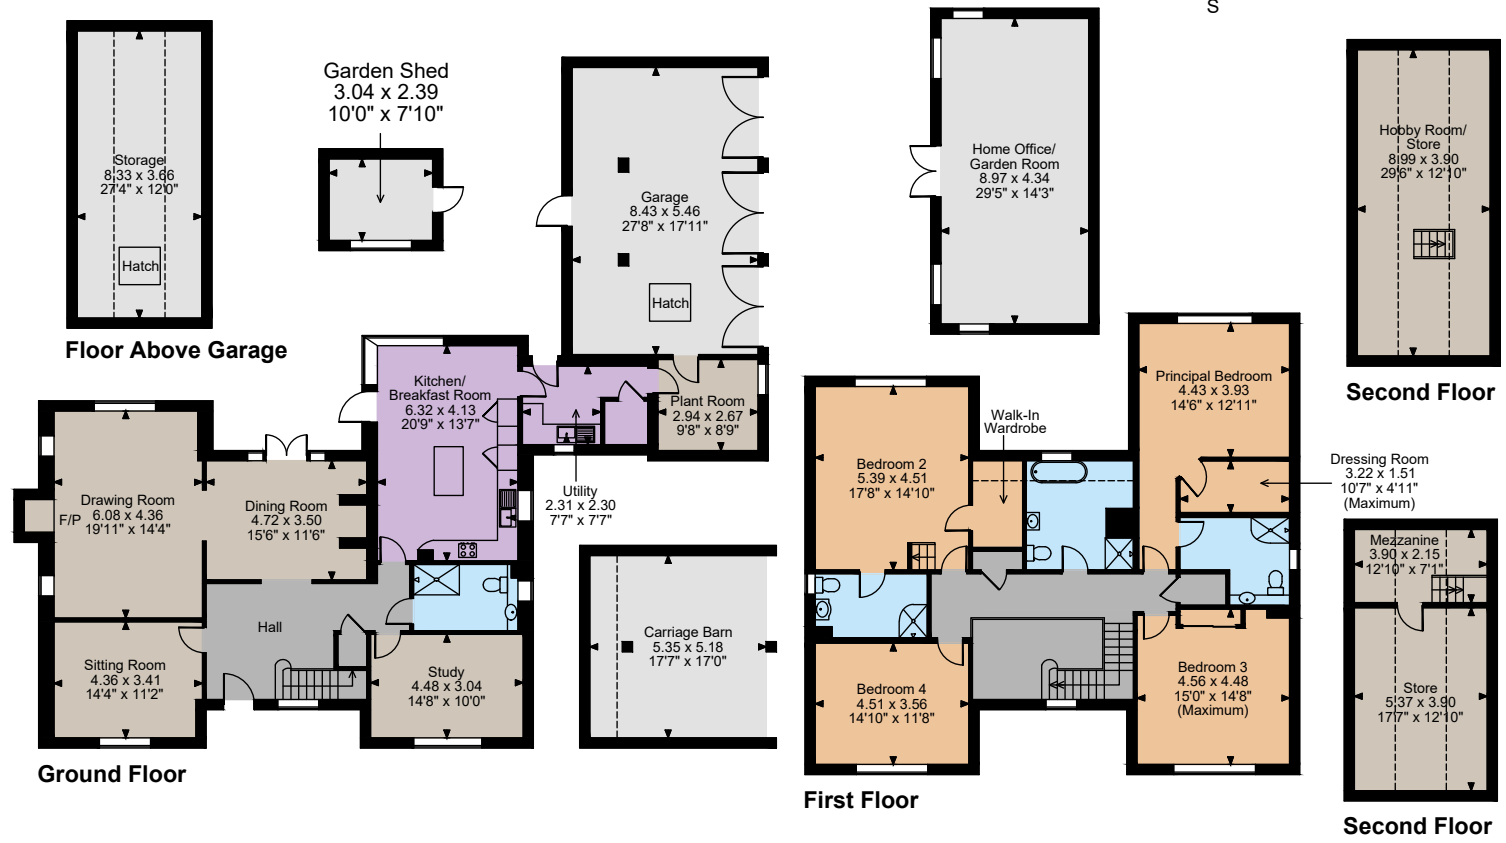 S
Garden Shed
3.04 x 2.39
10'0" x 7'10"
Storage
8.33 x 3.66
27'4" x 12'0"
Hatch
Floor Above Garage
Garage
8.43 x 5.46
27'8" x 17'11"
Hatch
Home Office/
Garden Room
8.97 x 4.34
29'5" x 14'3"
Hobby Room/
Store
8.99 x 3.90
29'6" x 12'10"
Second Floor
Kitchen/
Breakfast Room
6.32 x 4.13
20'9" x 13'7"
Plant Room
2.94 x 2.67
9'8" x 8'9"
Utility
2.31 x 2.30
7'7" x 7'7"
Drawing Room
6.08 x 4.36
19'11" x 14'4"
F/P
Dining Room
4.72 x 3.50
15'6" x 11'6"
Hall
Sitting Room
4.36 x 3.41
14'4" x 11'2"
Study
4.48 x 3.04
14'8" x 10'0"
Carriage Barn
5.35 x 5.18
17'7" x 17'0"
Ground Floor
Principal Bedroom
4.43 x 3.93
14'6" x 12'11"
Walk-In
Wardrobe
Bedroom 2
5.39 x 4.51
17'8" x 14'10"
Dressing Room
3.22 x 1.51
10'7" x 4'11"
(Maximum)
Bedroom 4
4.51 x 3.56
14'10" x 11'8"
Bedroom 3
4.56 x 4.48
15'0" x 14'8"
(Maximum)
First Floor
Mezzanine
3.90 x 2.15
12'10" x 7'1"
Store
5.37 x 3.90
17'7" x 12'10"
Second Floor